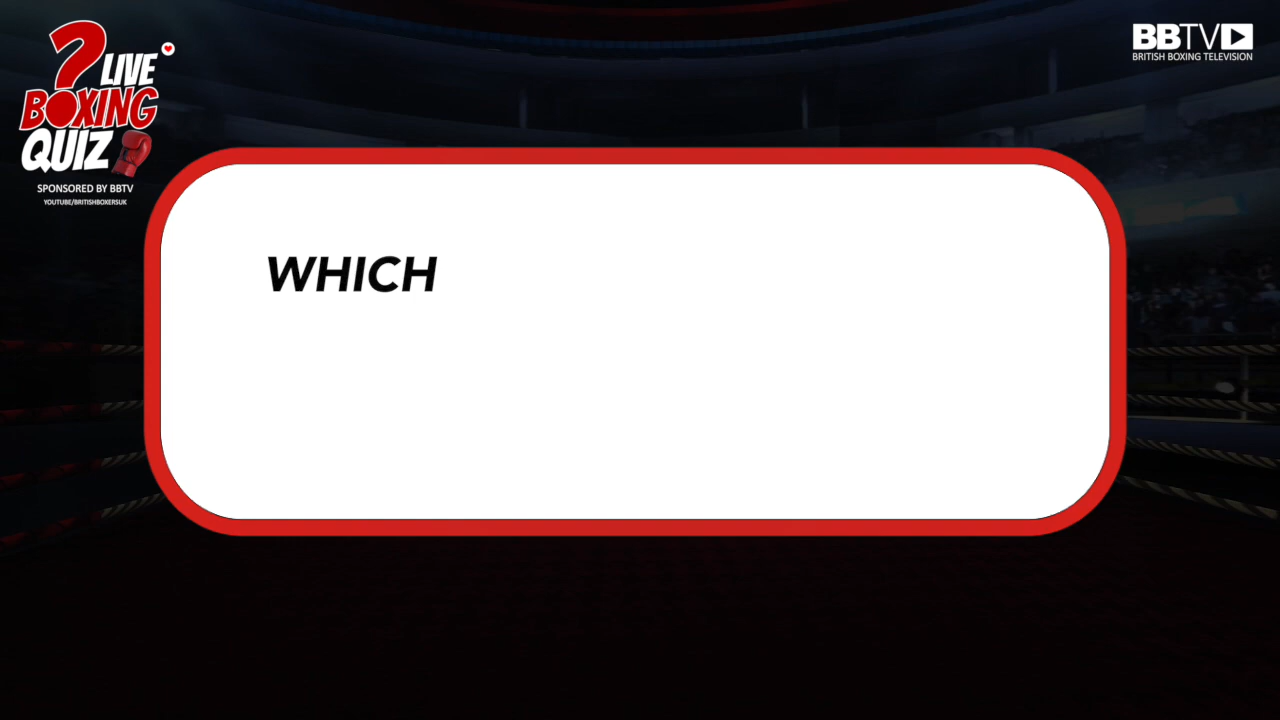 LIVE
BOXING
QUIZ
SPONSORED BY BBTV
YOUTUBE/BRITISHBOXERSUK
BBTV
BRITISH BOXING TELEVISION
WHICH